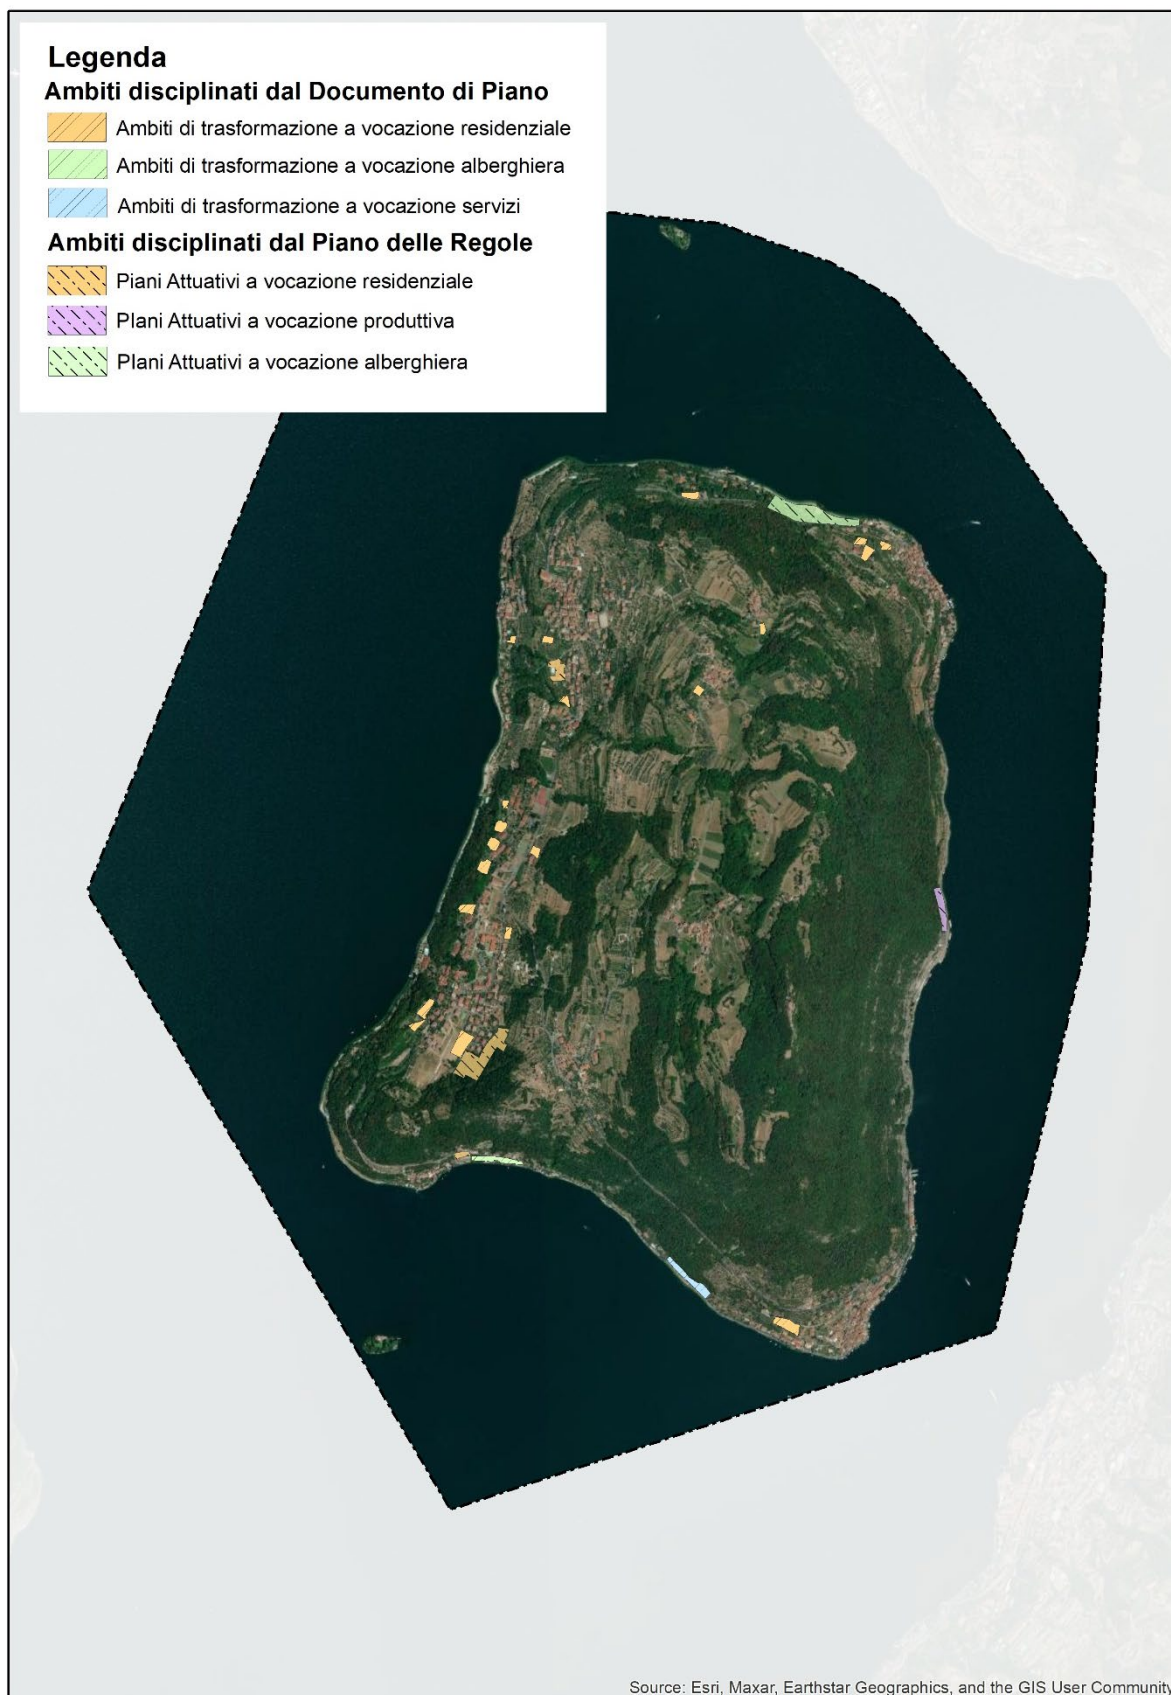 Legenda
Ambiti disciplinati dal Documento di Piano
Ambiti di trasformazione a vocazione residenziale
Ambiti di trasformazione a vocazione alberghiera
Ambiti di trasformazione a vocazione servizi
Ambiti disciplinati dal Piano delle Regole
Piani Attuativi a vocazione residenziale
Plani Attuativi a vocazione produttiva
Plani Attuativi a vocazione alberghiera
Source: Esri, Maxar, Earthstar Geographics, and the GIS User Community